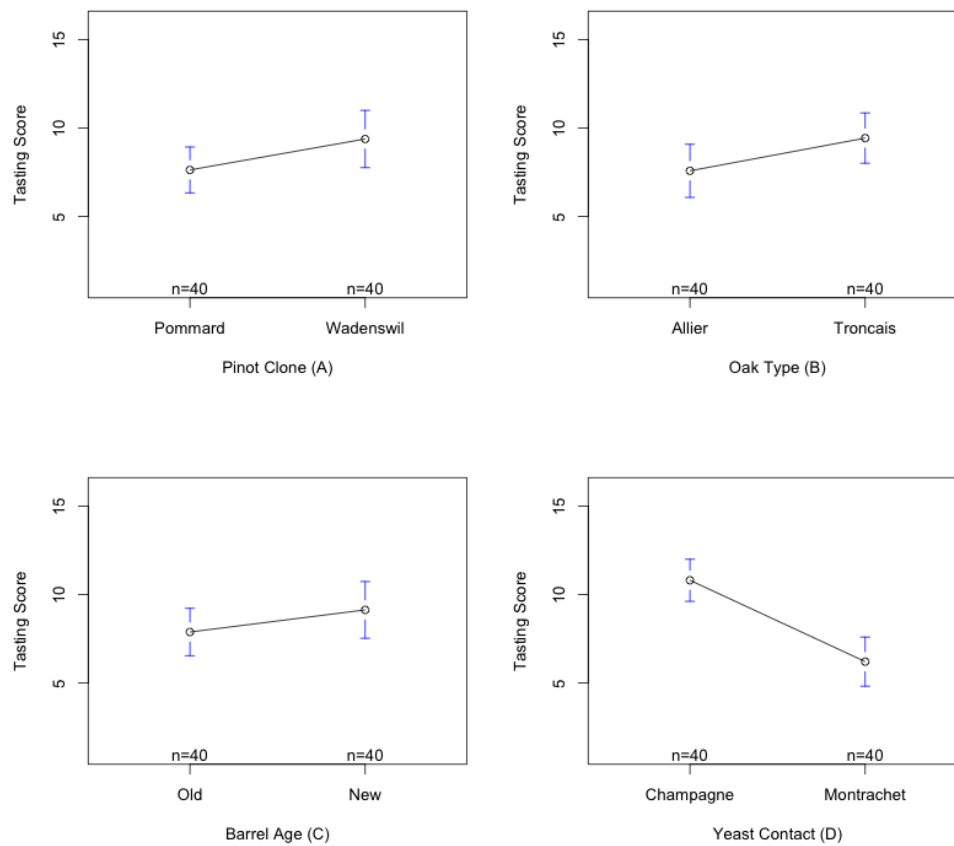 Tasting Score
15
10
5
n=40
n=40
Pommard
Wadenswil
Pinot Clone (A)
Tasting Score
15
10
5
n=40
n=40
Allier
Troncais
Oak Type (B)
Tasting Score
15
10
5
n=40
n=40
Old
New
Barrel Age (C)
Tasting Score
15
10
5
n=40
n=40
Champagne
Montrachet
Yeast Contact (D)